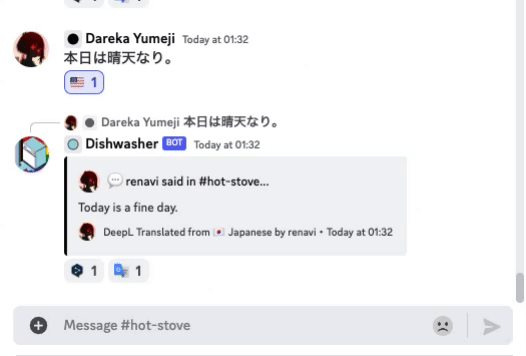 Dareka Yumeji Today at 01:32
本日は晴天なり。
1
Dareka Yumeji 本日は晴天なり。
Dishwasher BOT Today at 01:32
renavi said in #hot-stove...
Today is a fine day.
DeepL Translated from Japanese by renavi • Today at 01:32
1 1
Message #hot-stove